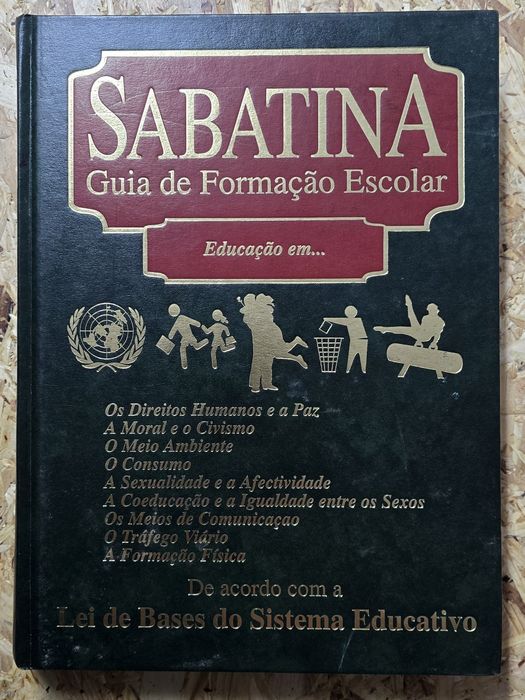 SABATINA
Guia de Formação Escolar
Educação em...
Os Direitos Humanos e a Paz
A Moral e o Civismo
O Meio Ambiente
O Consumo
A Sexualidade e a Afectividade
A Coeducação e a Igualdade entre os Sexos
Os Meios de Comunicaçao
O Tráfego Viário
A Formação Física
De acordo com a
Lei de Bases do Sistema Educativo